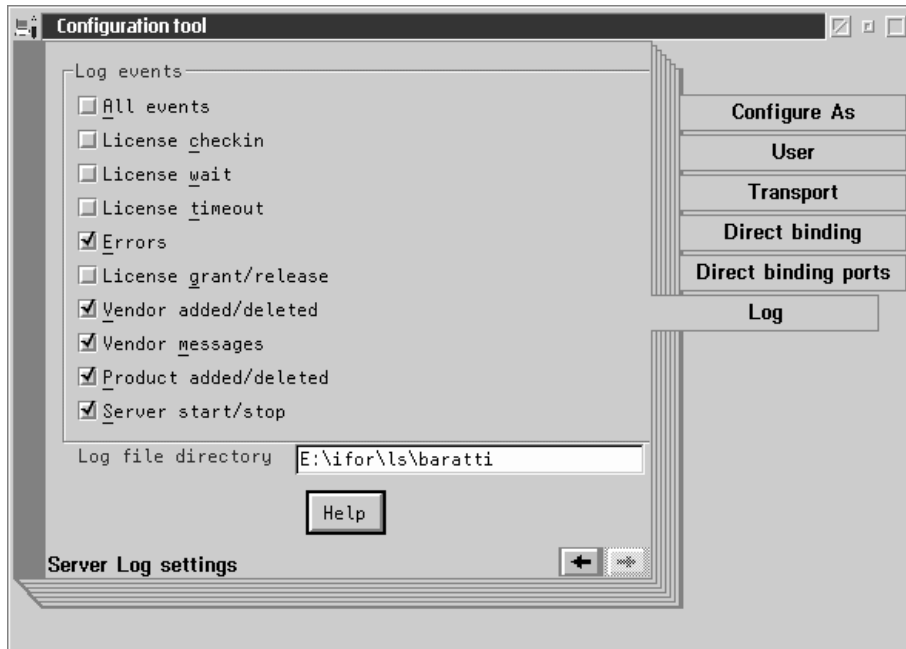 Configuration tool
Log events
All events
License checkin
License wait
License timeout
Errors
License grant/release
Vendor added/deleted
Vendor messages
Product added/deleted
Server start/stop
Log file directory E:\ifor\ls\baratti
Help
Server Log settings
Configure As
User
Transport
Direct binding
Direct binding ports
Log